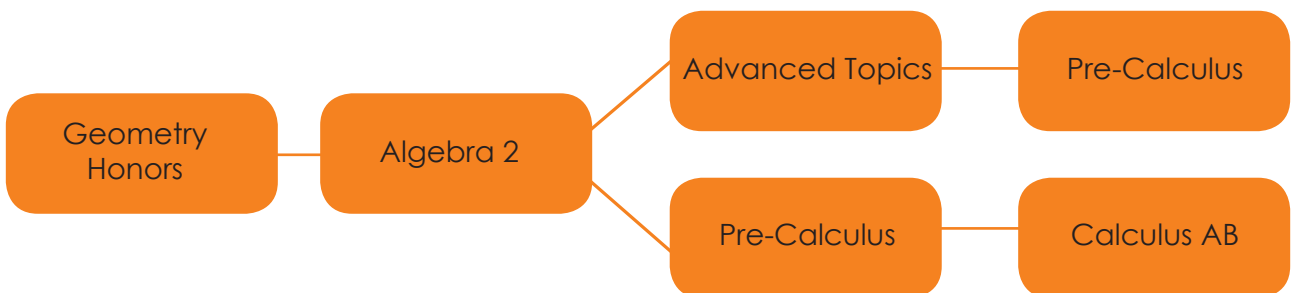 Geometry
Honors
Algebra 2
Advanced Topics
Pre-Calculus
Pre-Calculus
Calculus AB